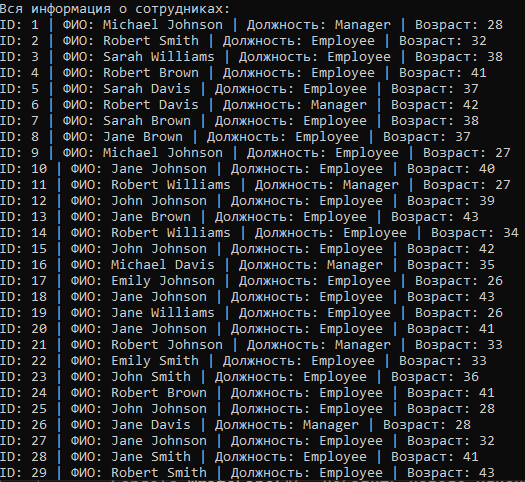 Вся информация о сотрудниках:
ID: 1 | ФИО: Michael Johnson | Должность: Manager | Возраст: 28
ID: 2 | ФИО: Robert Smith | Должность: Employee | Возраст: 32
ID: 3 | ФИО: Sarah Williams | Должность: Employee | Возраст: 38
ID: 4 | ФИО: Robert Brown | Должность: Employee | Возраст: 41
ID: 5 | ФИО: Sarah Davis | Должность: Employee | Возраст: 37
ID: 6 | ФИО: Robert Davis | Должность: Manager | Возраст: 42
ID: 7 | ФИО: Sarah Brown | Должность: Employee | Возраст: 38
ID: 8 | ФИО: Jane Brown | Должность: Employee | Возраст: 37
ID: 9 | ФИО: Michael Johnson | Должность: Employee | Возраст: 27
ID: 10 | ФИО: Jane Johnson | Должность: Employee | Возраст: 40
ID: 11 | ФИО: Robert Williams | Должность: Manager | Возраст: 27
ID: 12 | ФИО: John Johnson | Должность: Employee | Возраст: 39
ID: 13 | ФИО: Jane Brown | Должность: Employee | Возраст: 43
ID: 14 | ФИО: Robert Williams | Должность: Employee | Возраст: 34
ID: 15 | ФИО: John Johnson | Должность: Employee | Возраст: 42
ID: 16 | ФИО: Michael Davis | Должность: Manager | Возраст: 35
ID: 17 | ФИО: Emily Johnson | Должность: Employee | Возраст: 26
ID: 18 | ФИО: Jane Johnson | Должность: Employee | Возраст: 43
ID: 19 | ФИО: Jane Williams | Должность: Employee | Возраст: 26
ID: 20 | ФИО: Jane Johnson | Должность: Employee | Возраст: 41
ID: 21 | ФИО: Robert Johnson | Должность: Manager | Возраст: 33
ID: 22 | ФИО: Emily Smith | Должность: Employee | Возраст: 33
ID: 23 | ФИО: John Smith | Должность: Employee | Возраст: 36
ID: 24 | ФИО: Robert Brown | Должность: Employee | Возраст: 41
ID: 25 | ФИО: John Johnson | Должность: Employee | Возраст: 28
ID: 26 | ФИО: Jane Davis | Должность: Manager | Возраст: 28
ID: 27 | ФИО: Jane Johnson | Должность: Employee | Возраст: 32
ID: 28 | ФИО: Jane Smith | Должность: Employee | Возраст: 41
ID: 29 | ФИО: Robert Smith | Должность: Employee | Возраст: 43